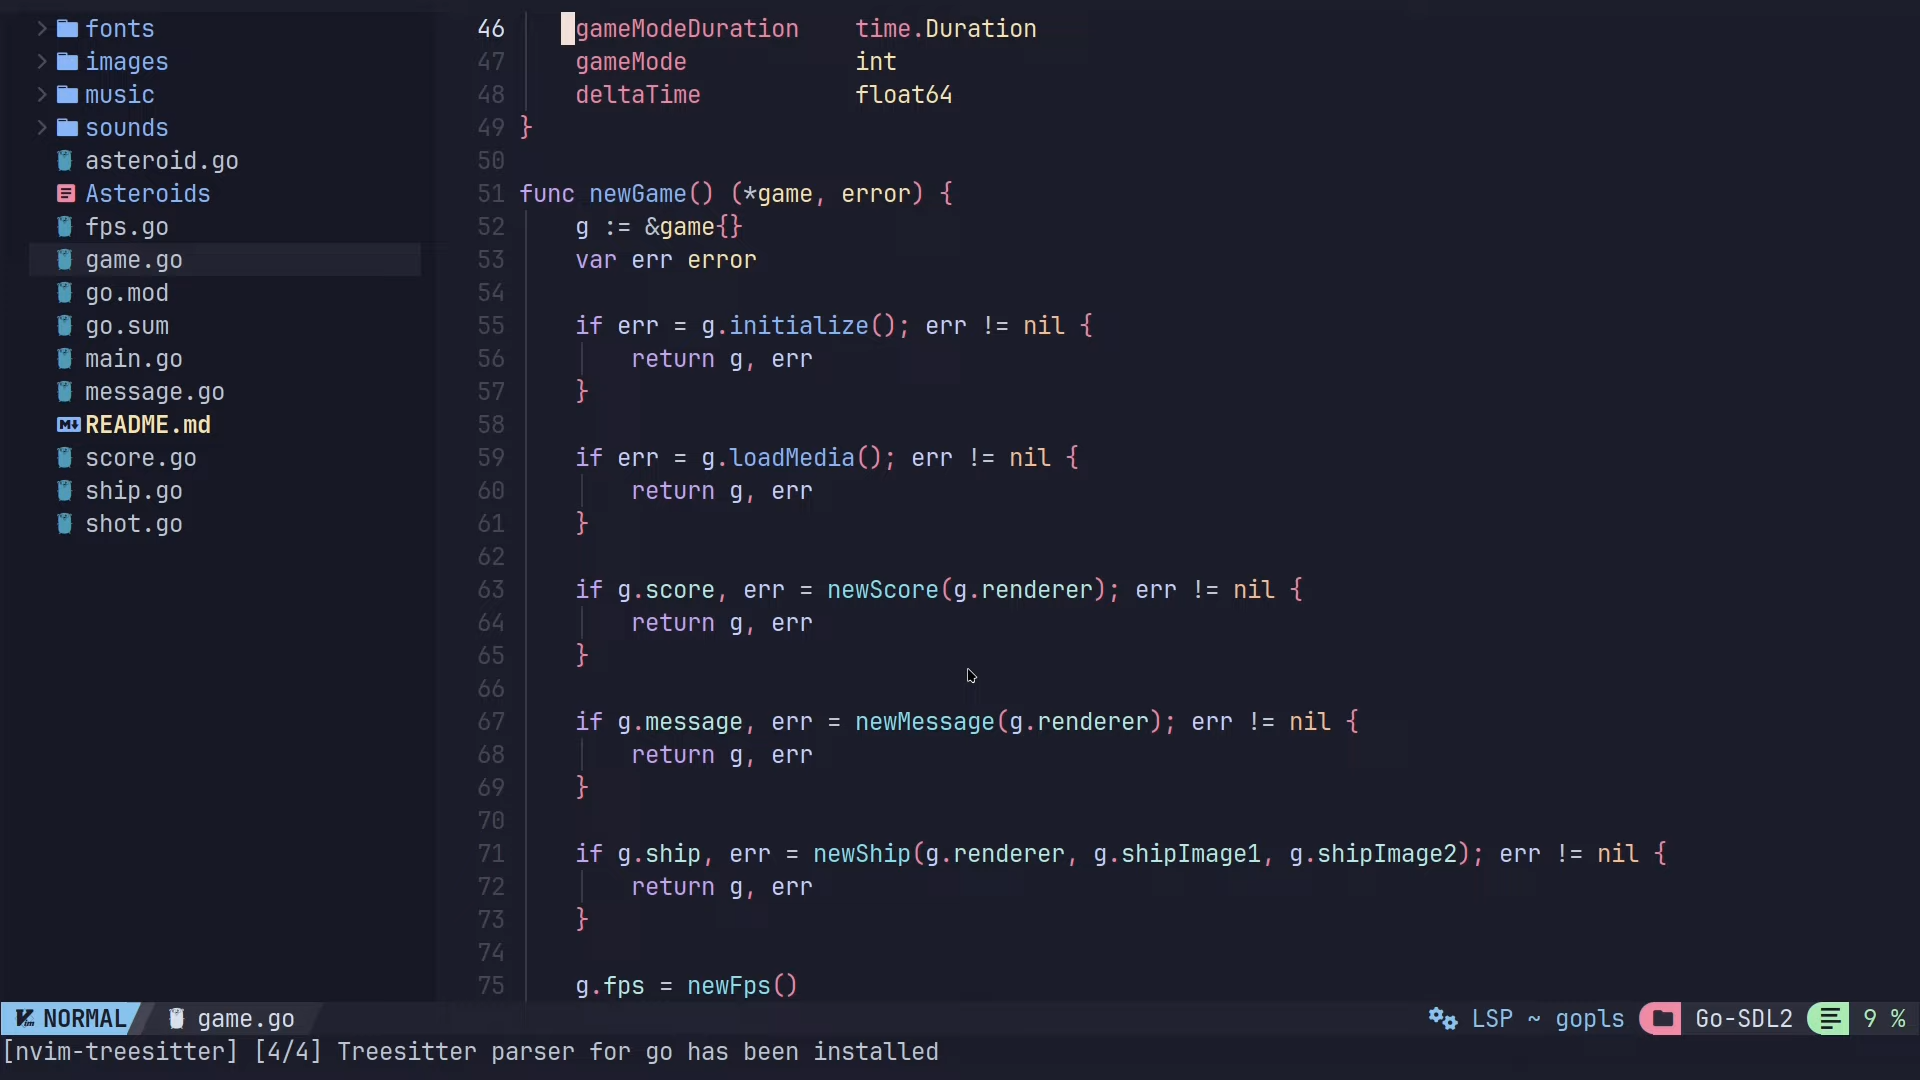 fonts
images
music
sounds
asteroid.go
Asteroids
fps.go
game.go
go.mod
go.sum
main.go
message.go
README.md
score.go
ship.go
shot.go
46 gameModeDuration time.Duration
47 gameMode int
48 deltaTime float64
49 }
50
51 func newGame() (*game, error) {
52 g := &game{}
53 var err error
54
55 if err = g.initialize(); err != nil {
56 return g, err
57 }
58
59 if err = g.loadMedia(); err != nil {
60 return g, err
61 }
62
63 if g.score, err = newScore(g.renderer); err != nil {
64 return g, err
65 }
66
67 if g.message, err = newMessage(g.renderer); err != nil {
68 return g, err
69 }
70
71 if g.ship, err = newShip(g.renderer, g.shipImage1, g.shipImage2); err != nil {
72 return g, err
73 }
74
75 g.fps = newFps()
NORMAL game.go LSP ~ gopls Go-SDL2 9 %
[nvim-treesitter] [4/4] Treesitter parser for go has been installed